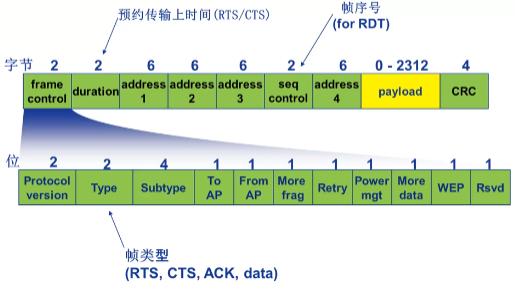 预约传输上时间(RTS/CTS)
帧序号
(for RDT)
字节 2 2 6 6 6 2 6 0 - 2312 4
frame control duration address 1 address 2 address 3 seq control address 4 payload CRC
位 2 2 4 1 1 1 1 1 1 1 1
Protocol version Type Subtype To AP From AP More frag Retry Power mgt More data WEP Rsvd
帧类型
(RTS, CTS, ACK, data)